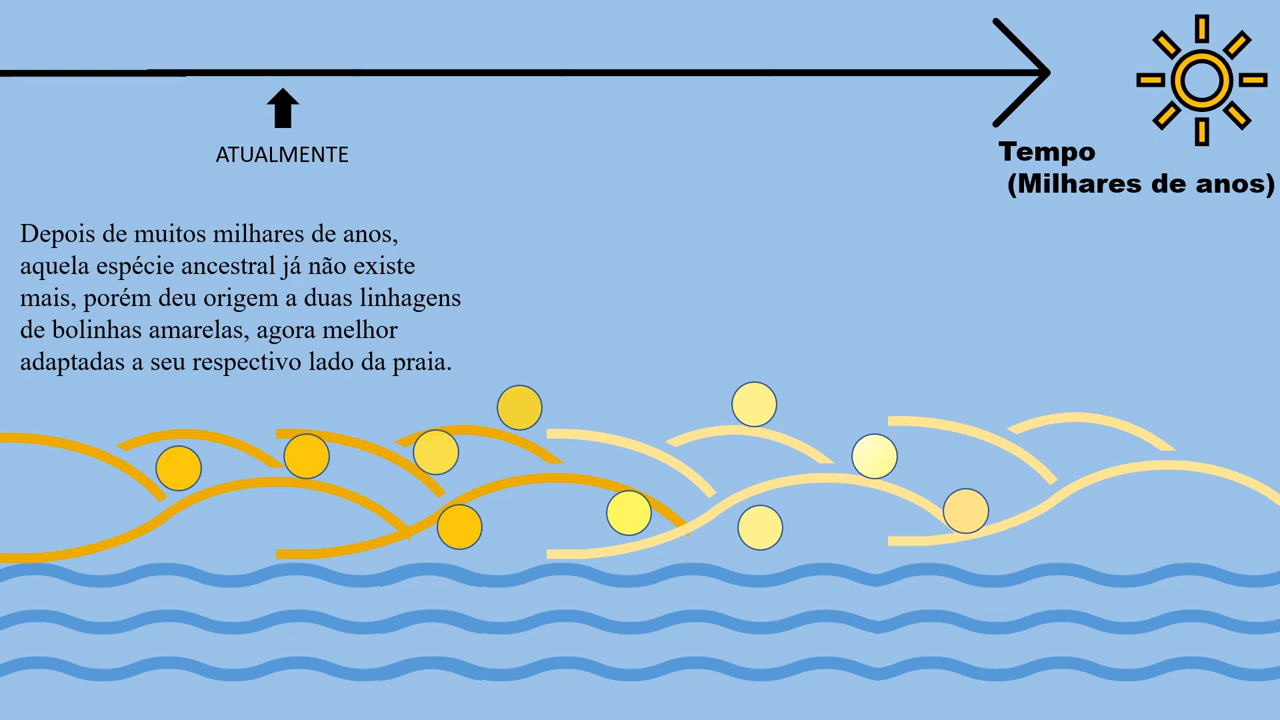 ATUALMENTE
Tempo
(Milhares de anos)
Depois de muitos milhares de anos,
aquela espécie ancestral já não existe
mais, porém deu origem a duas linhagens
de bolinhas amarelas, agora melhor
adaptadas a seu respectivo lado da praia.